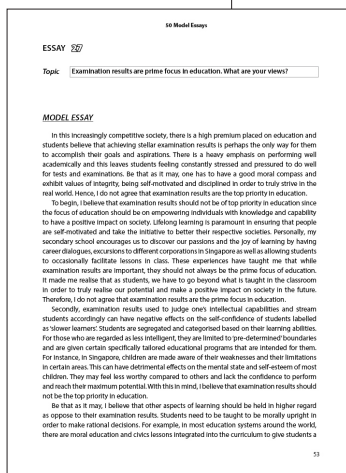 50 Model Essays
ESSAY 27
Topic Examination results are prime focus in education. What are your views?
MODEL ESSAY
In this increasingly competitive society, there is a high premium placed on education and
students believe that achieving stellar examination results is perhaps the only way for them
to accomplish their goals and aspirations. There is a heavy emphasis on performing well
academically and this leaves students feeling constantly stressed and pressured to do well
for tests and examinations. Be that as it may, one has to have a good moral compass and
exhibit values of integrity, being self-motivated and disciplined in order to truly strive in the
real world. Hence, I do not agree that examination results are the top priority in education.
To begin, I believe that examination results should not be of top priority in education since
the focus of education should be on empowering individuals with knowledge and capability
to have a positive impact on society. Lifelong learning is paramount in ensuring that people
are self-motivated and take the initiative to better their respective societies. Personally, my
secondary school encourages us to discover our passions and the joy of learning by having
career dialogues, excursions to different corporations in Singapore as well as allowing students
to occasionally facilitate lessons in class. These experiences have taught me that while
examination results are important, they should not always be the prime focus of education.
It made me realise that as students, we have to go beyond what is taught in the classroom
in order to truly realise our potential and make a positive impact on society in the future.
Therefore, I do not agree that examination results are the prime focus in education.
Secondly, examination results used to judge one's intellectual capabilities and stream
students accordingly can have negative effects on the self-confidence of students labelled
as 'slower learners'. Students are segregated and categorised based on their learning abilities.
For those who are regarded as less intelligent, they are limited to 'pre-determined' boundaries
and are given certain specifically tailored educational programs that are intended for them.
For instance, in Singapore, children are made aware of their weaknesses and their limitations
in certain areas. This can have detrimental effects on the mental state and self-esteem of most
children. They may feel less worthy compared to others and lack the confidence to perform
and reach their maximum potential. With this in mind, I believe that examination results should
not be the top priority in education.
Be that as it may, I believe that other aspects of learning should be held in higher regard
as oppose to their examination results. Students need to be taught to be morally upright in
order to make rational decisions. For example, in most education systems around the world,
there are moral education and civics lessons integrated into the curriculum to give students a
53